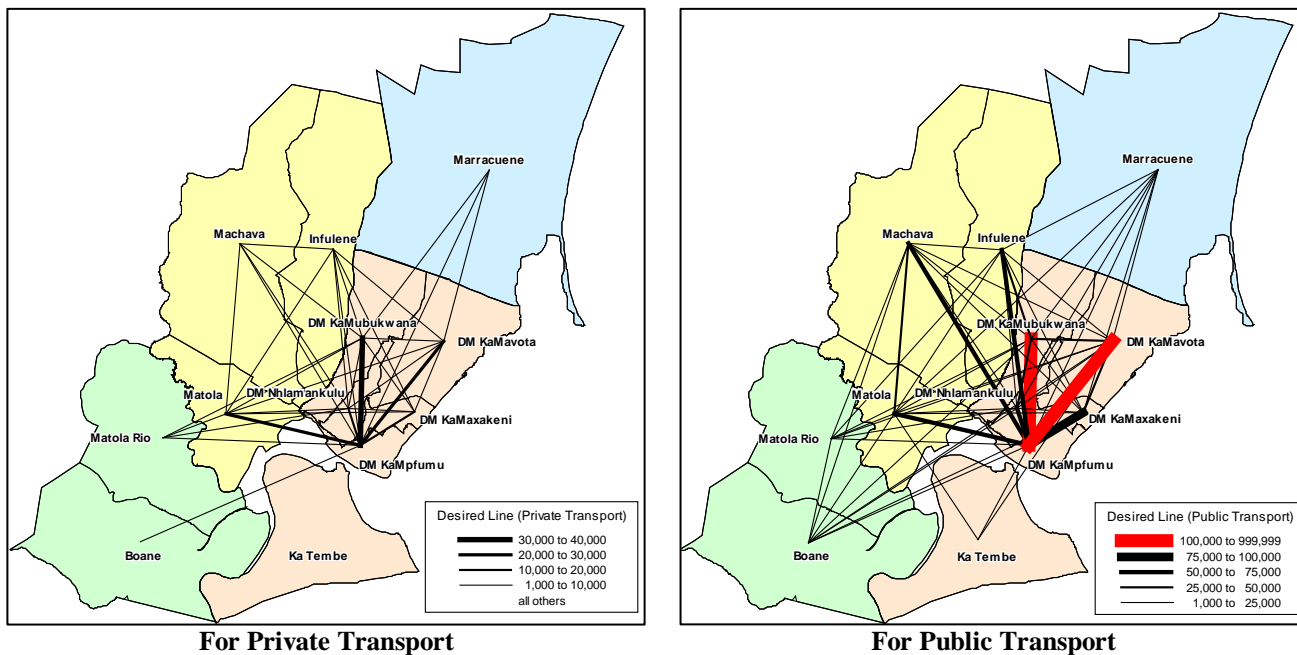 Marracuene
Machava
Infulene
DM KaMubukwana
DM KaMavota
Matola
DM Nhlamankulu
DM KaMaxakeni
Matola Rio
DM KaMpfumu
Boane
Ka Tembe
Desired Line (Private Transport)
30,000 to 40,000
20,000 to 30,000
10,000 to 20,000
1,000 to 10,000
all others
For Private Transport
Marracuene
Machava
Infulene
DM KaMubukwana
DM KaMavota
Matola
DM Nhlamankulu
DM KaMaxakeni
Matola Rio
DM KaMpfumu
Boane
Ka Tembe
Desired Line (Public Transport)
100,000 to 999,999
75,000 to 100,000
50,000 to 75,000
25,000 to 50,000
1,000 to 25,000
For Public Transport